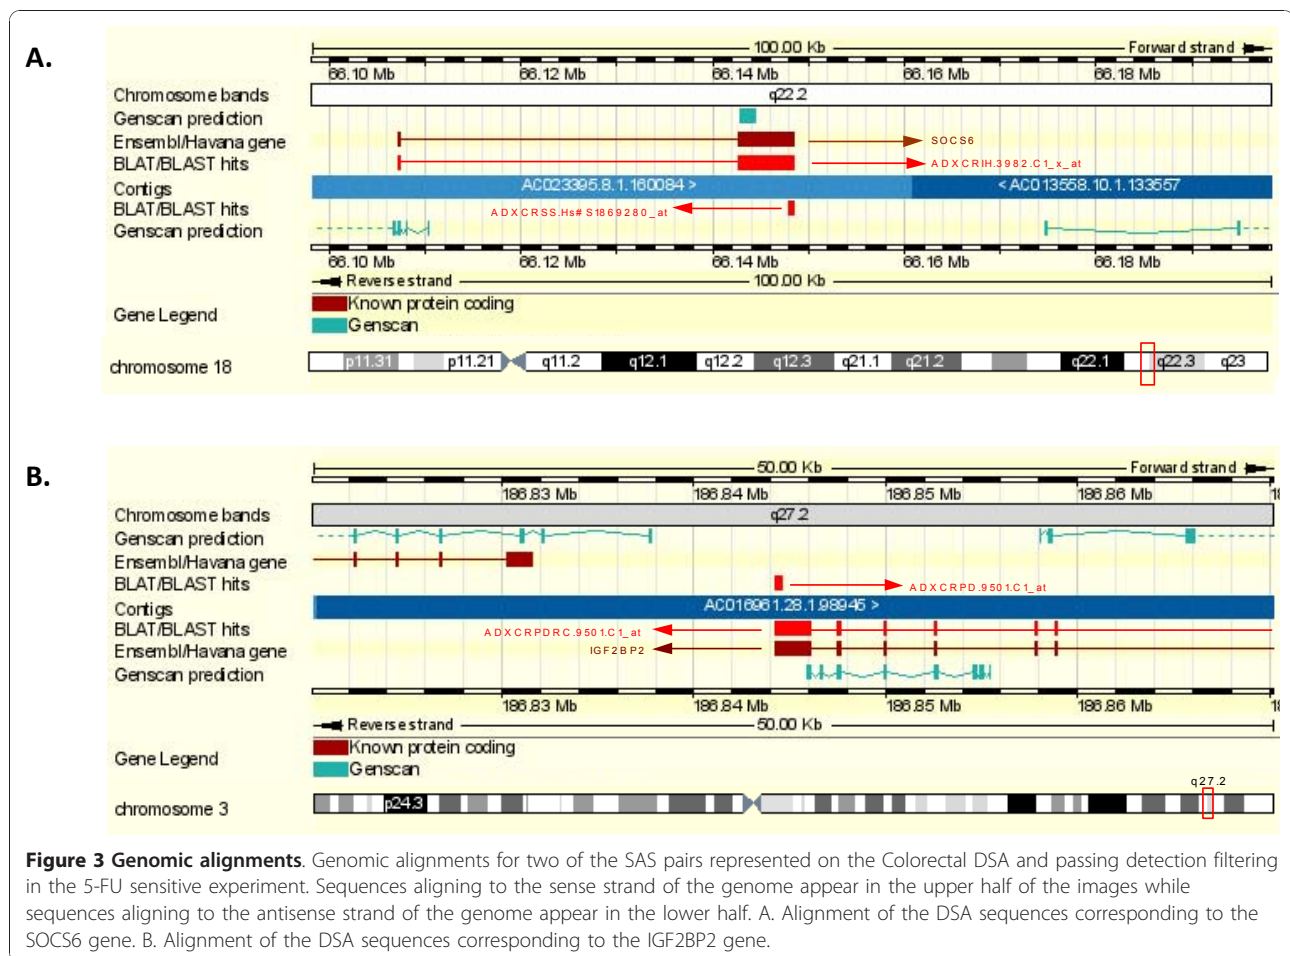 A.
100.00 Kb
Forward strand
66.10 Mb 66.12 Mb 66.14 Mb 66.16 Mb 66.18 Mb
Chromosome bands q22.2
Genscan prediction
Ensembl/Havana gene SOCS6
BLAT/BLAST hits ADXCRIH.3982.C1_x_at
Contigs AC023395.8.1.160084 > < AC013558.10.1.133557
BLAT/BLAST hits ADXCRSS.Hs#S1869280_at
Genscan prediction
66.10 Mb 66.12 Mb 66.14 Mb 66.16 Mb 66.18 Mb
Reverse strand 100.00 Kb
Gene Legend
Known protein coding
Genscan
chromosome 18 p11.31 p11.21 q11.2 q12.1 q12.2 q12.3 q21.1 q21.2 q22.1 q22.3 q23
B.
50.00 Kb
Forward strand
186.83 Mb 186.84 Mb 186.85 Mb 186.86 Mb
Chromosome bands q27.2
Genscan prediction
Ensembl/Havana gene
BLAT/BLAST hits ADXCRPD.9501.C1_at
Contigs AC016961.28.1.98945 >
BLAT/BLAST hits ADXCRPDRC.9501.C1_at
Ensembl/Havana gene IGF2BP2
Genscan prediction
186.83 Mb 186.84 Mb 186.85 Mb 186.86 Mb
Reverse strand 50.00 Kb
Gene Legend
Known protein coding
Genscan
q27.2
chromosome 3 p24.3
Figure 3 Genomic alignments. Genomic alignments for two of the SAS pairs represented on the Colorectal DSA and passing detection filtering
in the 5-FU sensitive experiment. Sequences aligning to the sense strand of the genome appear in the upper half of the images while
sequences aligning to the antisense strand of the genome appear in the lower half. A. Alignment of the DSA sequences corresponding to the
SOCS6 gene. B. Alignment of the DSA sequences corresponding to the IGF2BP2 gene.